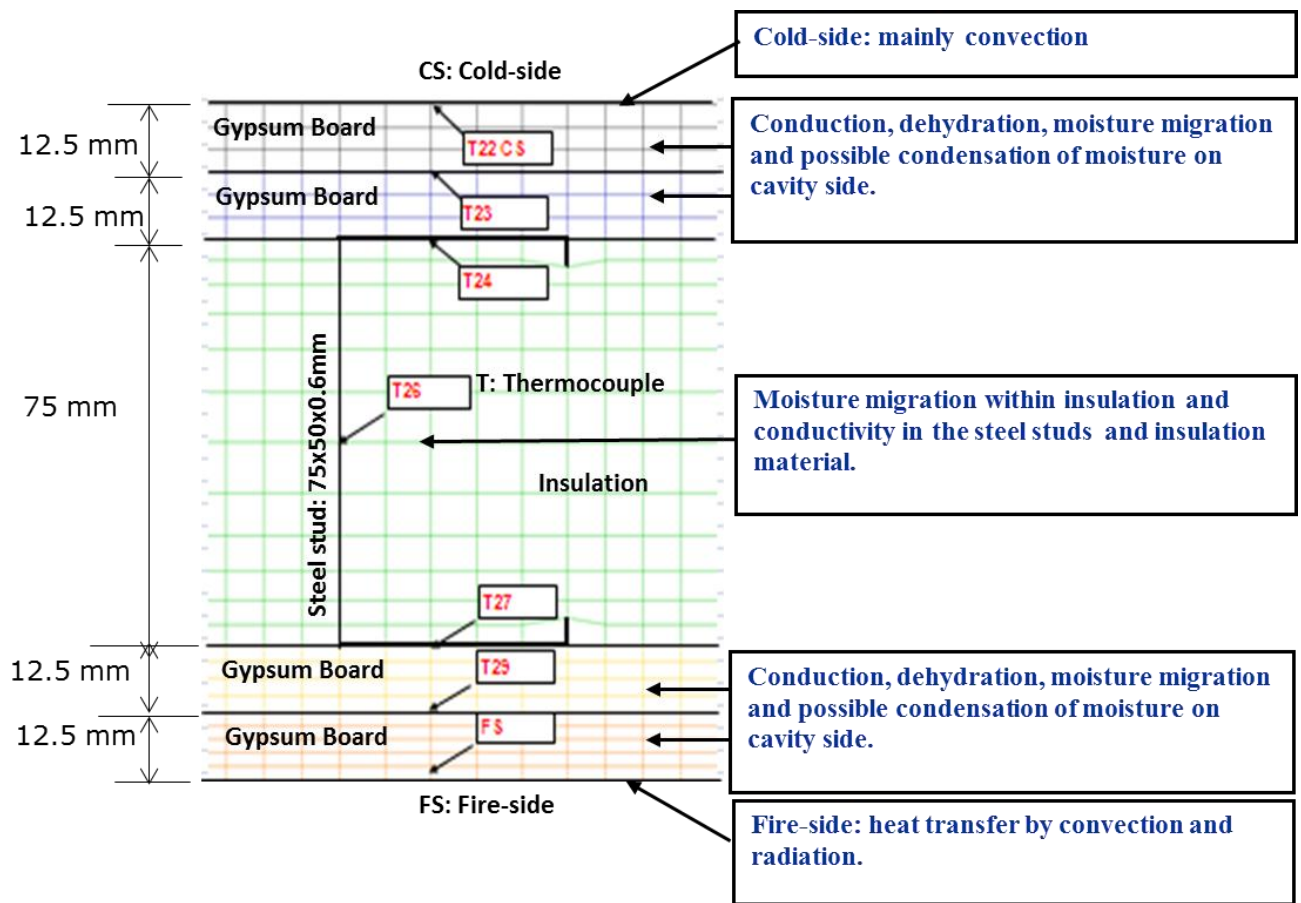 Cold-side: mainly convection
CS: Cold-side
12.5 mm
Gypsum Board
T22 CS
Conduction, dehydration, moisture migration
and possible condensation of moisture on
cavity side.
12.5 mm
Gypsum Board
T23
T24
75 mm
Steel stud: 75x50x0.6mm
T26
T: Thermocouple
Insulation
Moisture migration within insulation and
conductivity in the steel studs and insulation
material.
T27
12.5 mm
Gypsum Board
T29
Conduction, dehydration, moisture migration
and possible condensation of moisture on
cavity side.
12.5 mm
Gypsum Board
FS
FS: Fire-side
Fire-side: heat transfer by convection and
radiation.